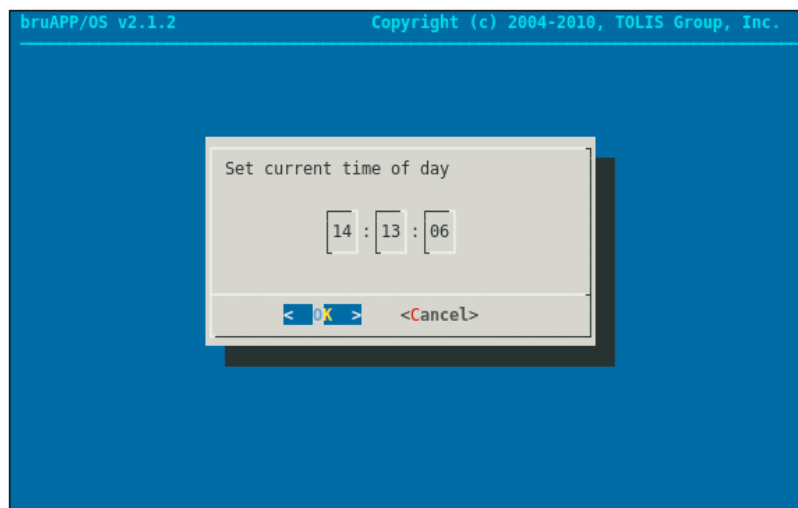 bruAPP/OS v2.1.2 Copyright (c) 2004-2010, TOLIS Group, Inc.
Set current time of day
14:13:06
< OK > <Cancel>